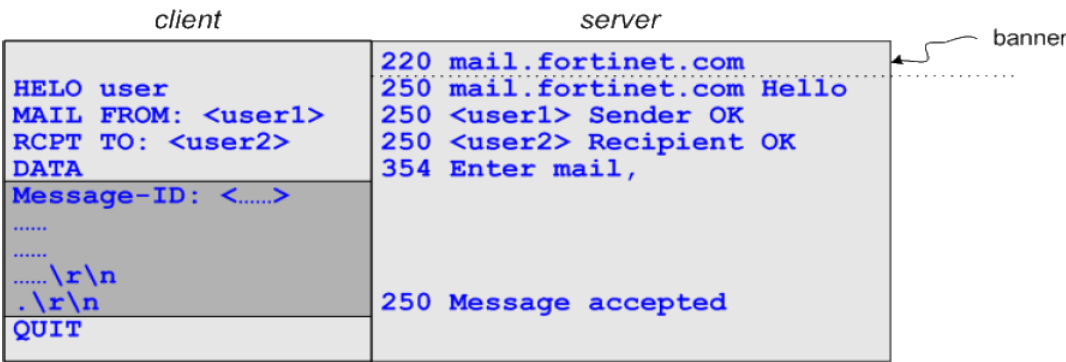 client server
banner
220 mail.fortinet.com
HELO user 250 mail.fortinet.com Hello
MAIL FROM: <user1> 250 <user1> Sender OK
RCPT TO: <user2> 250 <user2> Recipient OK
DATA 354 Enter mail,
Message-ID: <……>
……
……
……\r\n
.\r\n 250 Message accepted
QUIT